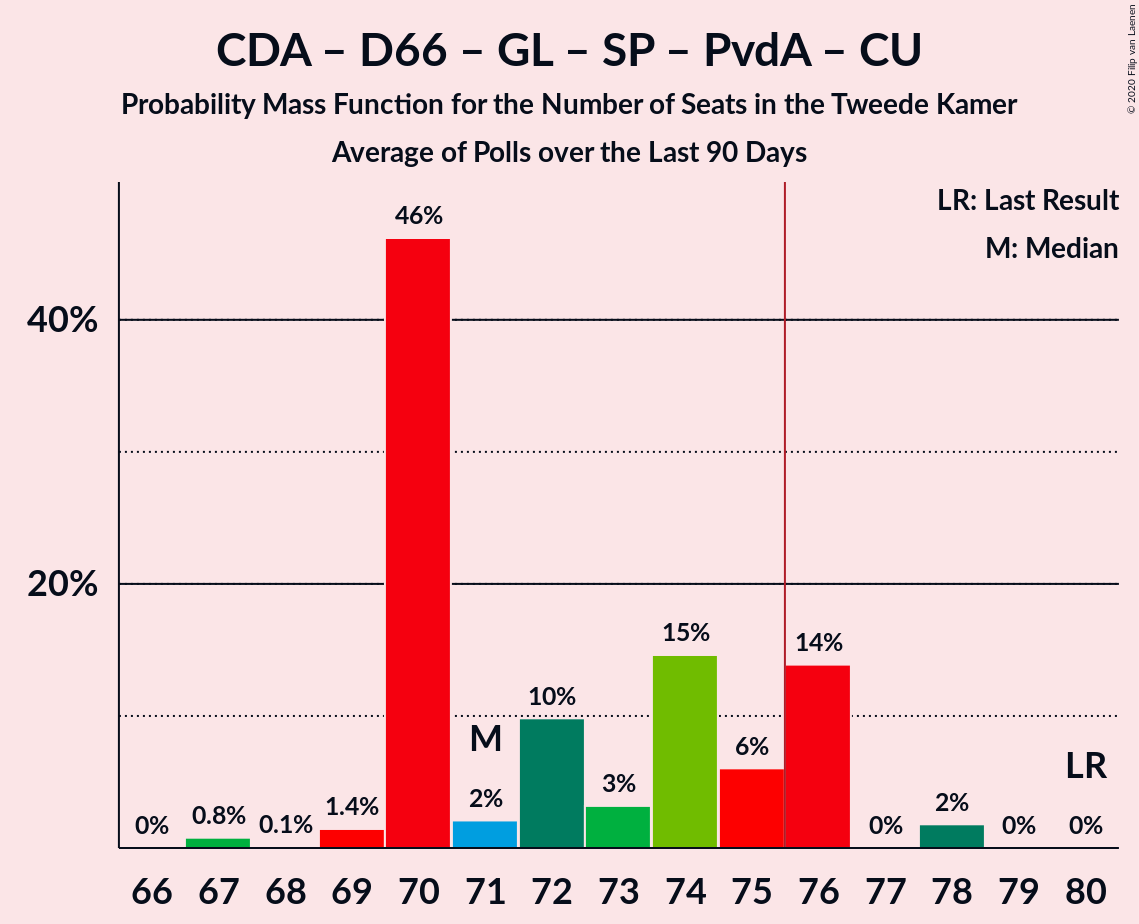 CDA – D66 – GL – SP – PvdA – CU
Probability Mass Function for the Number of Seats in the Tweede Kamer
Average of Polls over the Last 90 Days
© 2020 Filip van Laenen
LR: Last Result
M: Median
46%
40%
20%
15%
14%
10%
M
6%
LR
3%
2%
2%
1.4%
0.8%
0.1%
0%
0%
0%
0%
66 67 68 69 70 71 72 73 74 75 76 77 78 79 80